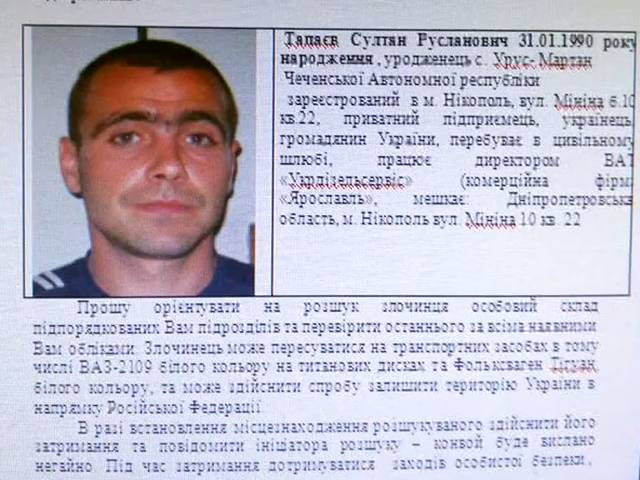 Тапаєв Султан Русланович 31.01.1990 року
народження, уродженець с. Урус-Мартан
Чеченської Автономної республіки
зареєстрований в м. Нікополь, вул. Мініна б.10
кв.22, приватний підприємець, українець,
громадянин України, перебуває в цивільному
шлюбі, працює директором ВАТ
«Укрдізельсервіс» (комерційна фірма
«Ярославль», мешкає: Дніпропетровська
область, м. Нікополь вул. Мініна 10 кв. 22
Прошу орієнтувати на розшук злочинця особовий склад
підпорядкованих Вам підрозділів та перевірити останнього за всіма наявними
Вам обліками. Злочинець може пересуватися на транспортних засобах в тому
числі ВАЗ-2109 білого кольору на титанових дисках та Фольксваген Тігуан,
білого кольору, та може здійснити спробу залишити територію України в
напрямку Російської Федерації.
В разі встановлення місцезнаходження розшукуваного здійснити його
затримання та повідомити ініціатора розшуку – конвой буде вислано
негайно. Під час затримання дотримуватися заходів особистої безпеки,